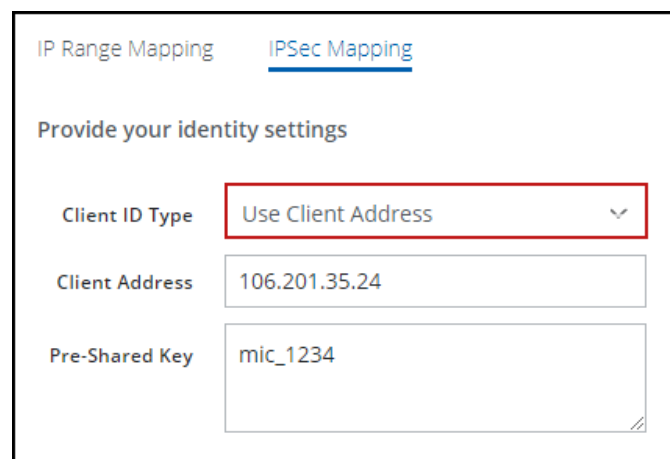 IP Range Mapping IPSec Mapping
Provide your identity settings
Client ID Type Use Client Address
Client Address 106.201.35.24
Pre-Shared Key mic_1234